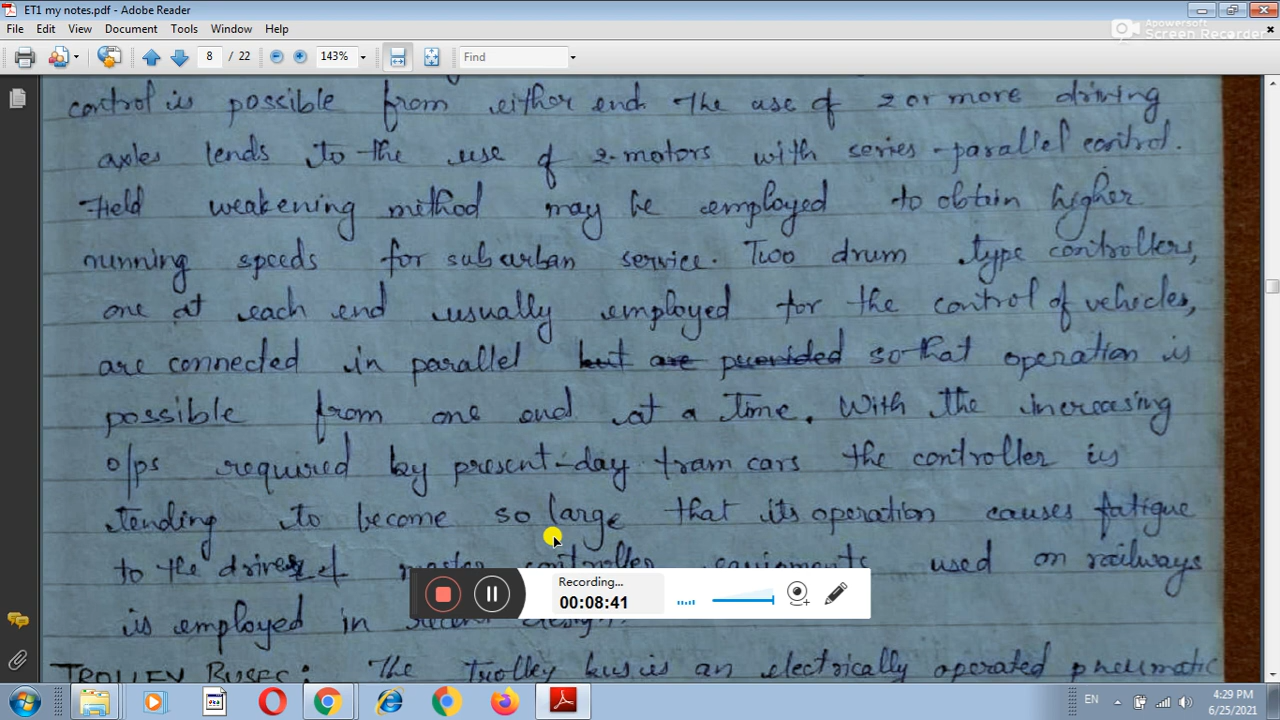 ET1 my notes.pdf - Adobe Reader
File Edit View Document Tools Window Help
Apowersoft
Screen Recorder
8 / 22 143% Find
control is possible from either end. The use of 2 or more driving
axles lends to the use of 2-motors with series-parallel control.
Field weakening method may be employed to obtain higher
running speeds for suburban service. Two drum type controllers,
one at each end usually employed for the control of vehicles,
are connected in parallel but are provided so that operation is
possible from one end at a time. With the increasing
o/ps required by present-day tram cars the controller is
tending to become so large that its operation causes fatigue
to the driver & master controller equipments used on railways
is employed in recent design.
TROLLEY BUSES: The Trolley bus is an electrically operated pneumatic
Recording...
00:08:41
EN
4:29 PM
6/25/2021